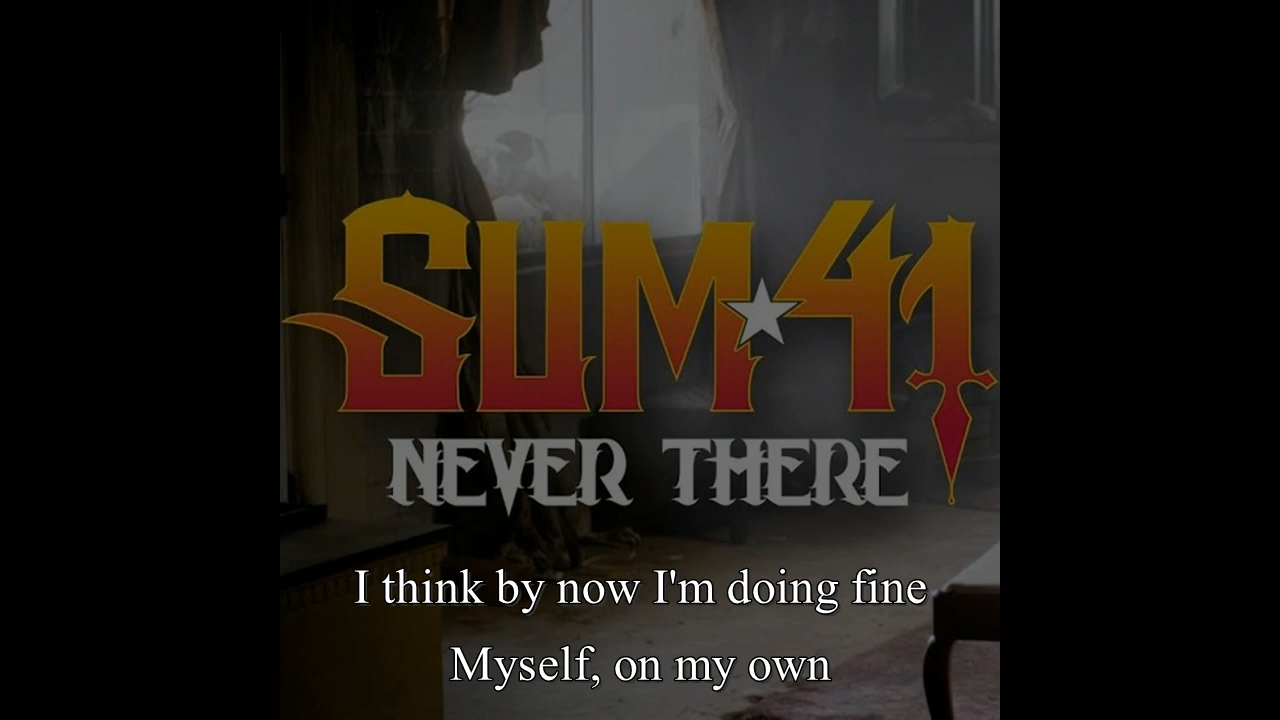 SUM★41
NEVER THERE
I think by now I'm doing fine
Myself, on my own